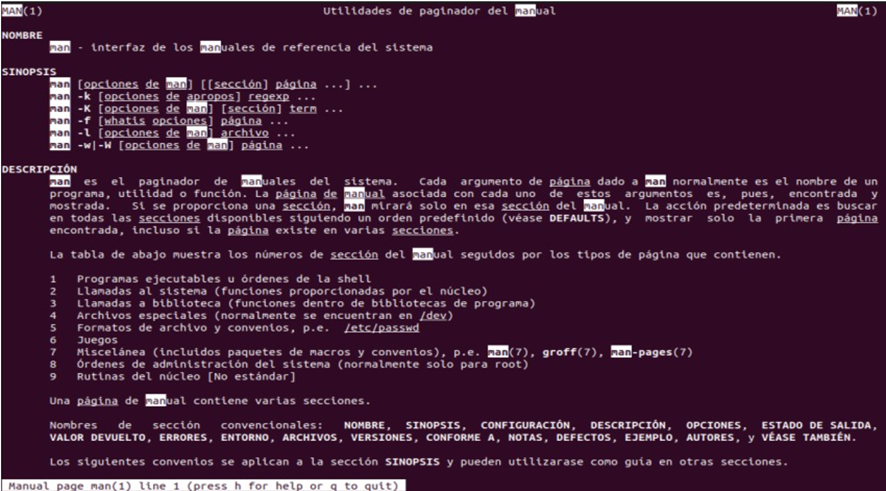 MAN(1) Utilidades de paginador del manual MAN(1)
NOMBRE
man - interfaz de los manuales de referencia del sistema
SINOPSIS
man [opciones de man] [[sección] página ...] ...
man -k [opciones de apropos] regexp ...
man -K [opciones de man] [sección] term ...
man -f [whatis opciones] página ...
man -l [opciones de man] archivo ...
man -w|-W [opciones de man] página ...
DESCRIPCIÓN
man es el paginador de manuales del sistema. Cada argumento de página dado a man normalmente es el nombre de un
programa, utilidad o función. La página de manual asociada con cada uno de estos argumentos es, pues, encontrada y
mostrada. Si se proporciona una sección, man mirará solo en esa sección del manual. La acción predeterminada es buscar
en todas las secciones disponibles siguiendo un orden predefinido (véase DEFAULTS), y mostrar solo la primera página
encontrada, incluso si la página existe en varias secciones.
La tabla de abajo muestra los números de sección del manual seguidos por los tipos de página que contienen.
1 Programas ejecutables u órdenes de la shell
2 Llamadas al sistema (funciones proporcionadas por el núcleo)
3 Llamadas a biblioteca (funciones dentro de bibliotecas de programa)
4 Archivos especiales (normalmente se encuentran en /dev)
5 Formatos de archivo y convenios, p.e. /etc/passwd
6 Juegos
7 Miscelánea (incluidos paquetes de macros y convenios), p.e. man(7), groff(7), man-pages(7)
8 Órdenes de administración del sistema (normalmente solo para root)
9 Rutinas del núcleo [No estándar]
Una página de manual contiene varias secciones.
Nombres de sección convencionales: NOMBRE, SINOPSIS, CONFIGURACIÓN, DESCRIPCIÓN, OPCIONES, ESTADO DE SALIDA,
VALOR DEVUELTO, ERRORES, ENTORNO, ARCHIVOS, VERSIONES, CONFORME A, NOTAS, DEFECTOS, EJEMPLO, AUTORES, y VÉASE TAMBIÉN.
Los siguientes convenios se aplican a la sección SINOPSIS y pueden utilizarase como guía en otras secciones.
Manual page man(1) line 1 (press h for help or q to quit)